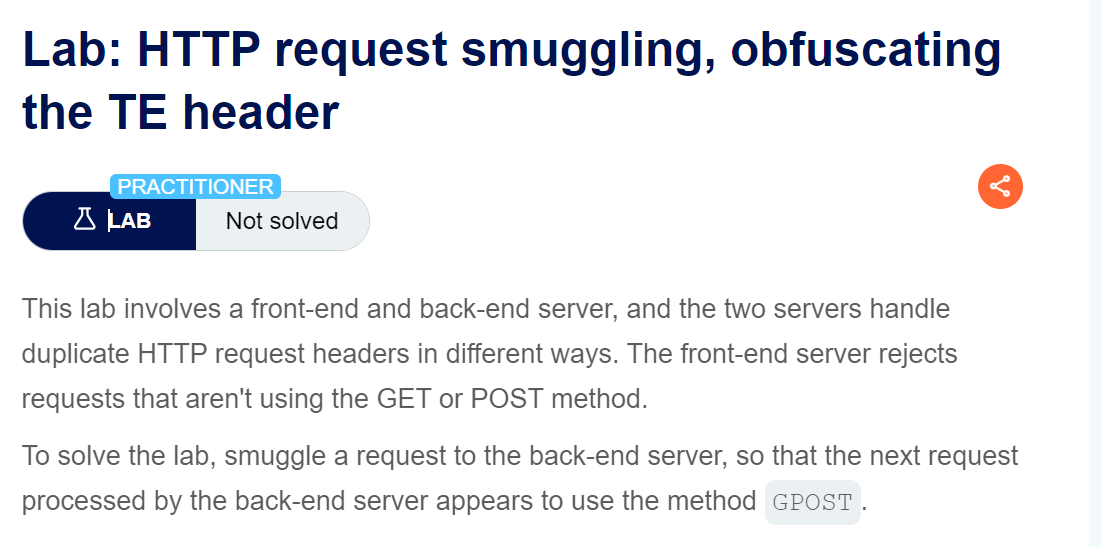 Lab: HTTP request smuggling, obfuscating
the TE header
PRACTITIONER
LAB
Not solved
This lab involves a front-end and back-end server, and the two servers handle
duplicate HTTP request headers in different ways. The front-end server rejects
requests that aren't using the GET or POST method.
To solve the lab, smuggle a request to the back-end server, so that the next request
processed by the back-end server appears to use the method GPOST.